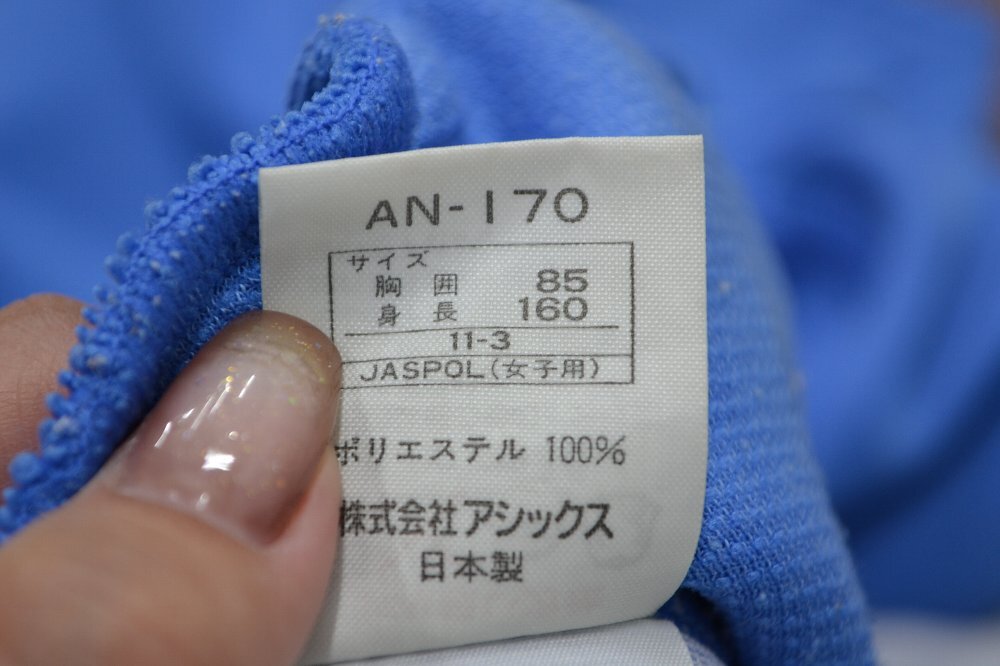 AN-170
サイズ
胸囲 85
身長 160
11-3
JASPOL(女子用)
ポリエステル 100%
株式会社アシックス
日本製